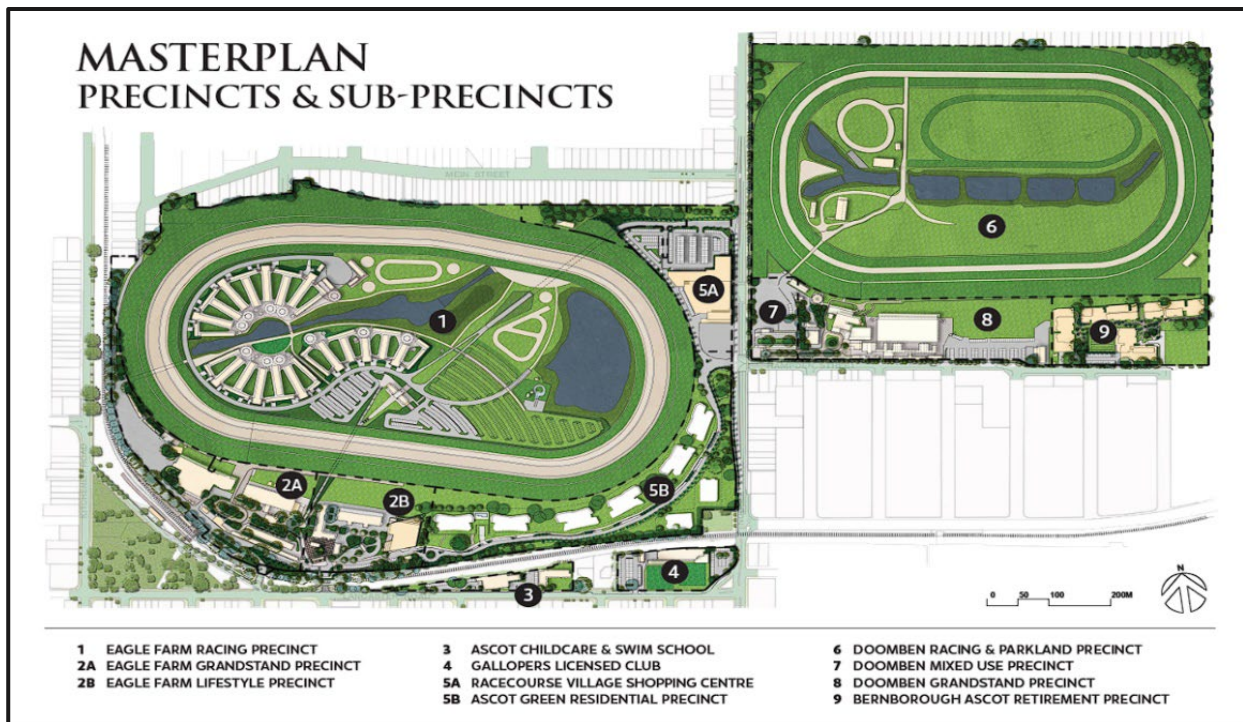 MASTERPLAN
PRECINCTS & SUB-PRECINCTS
MEIN STREET
6
5A
1
7
8
9
2A
2B
5B
4
3
N
0 50 100 200M
1 EAGLE FARM RACING PRECINCT
2A EAGLE FARM GRANDSTAND PRECINCT
2B EAGLE FARM LIFESTYLE PRECINCT
3 ASCOT CHILDCARE & SWIM SCHOOL
4 GALLOPERS LICENSED CLUB
5A RACECOURSE VILLAGE SHOPPING CENTRE
5B ASCOT GREEN RESIDENTIAL PRECINCT
6 DOOMBEN RACING & PARKLAND PRECINCT
7 DOOMBEN MIXED USE PRECINCT
8 DOOMBEN GRANDSTAND PRECINCT
9 BERNBOROUGH ASCOT RETIREMENT PRECINCT